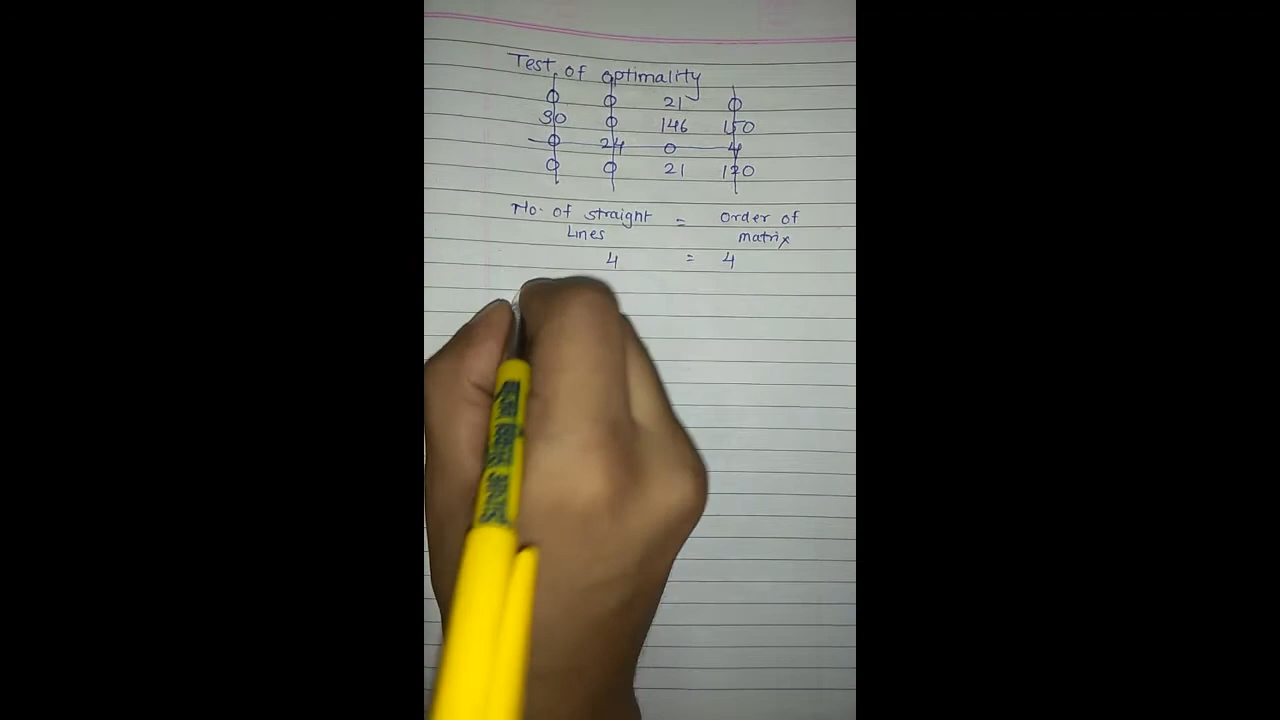 Test of optimality
0 0 21 0
30 0 146 150
0 24 0 4
0 0 21 120
No. of straight Lines = order of matrix
4 = 4